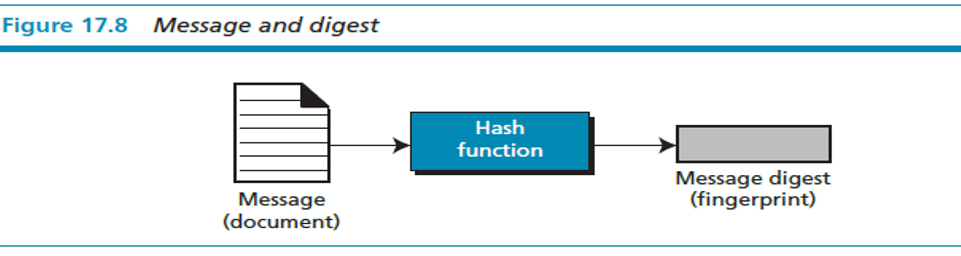 Figure 17.8 Message and digest
Hash
function
Message
(document)
Message digest
(fingerprint)